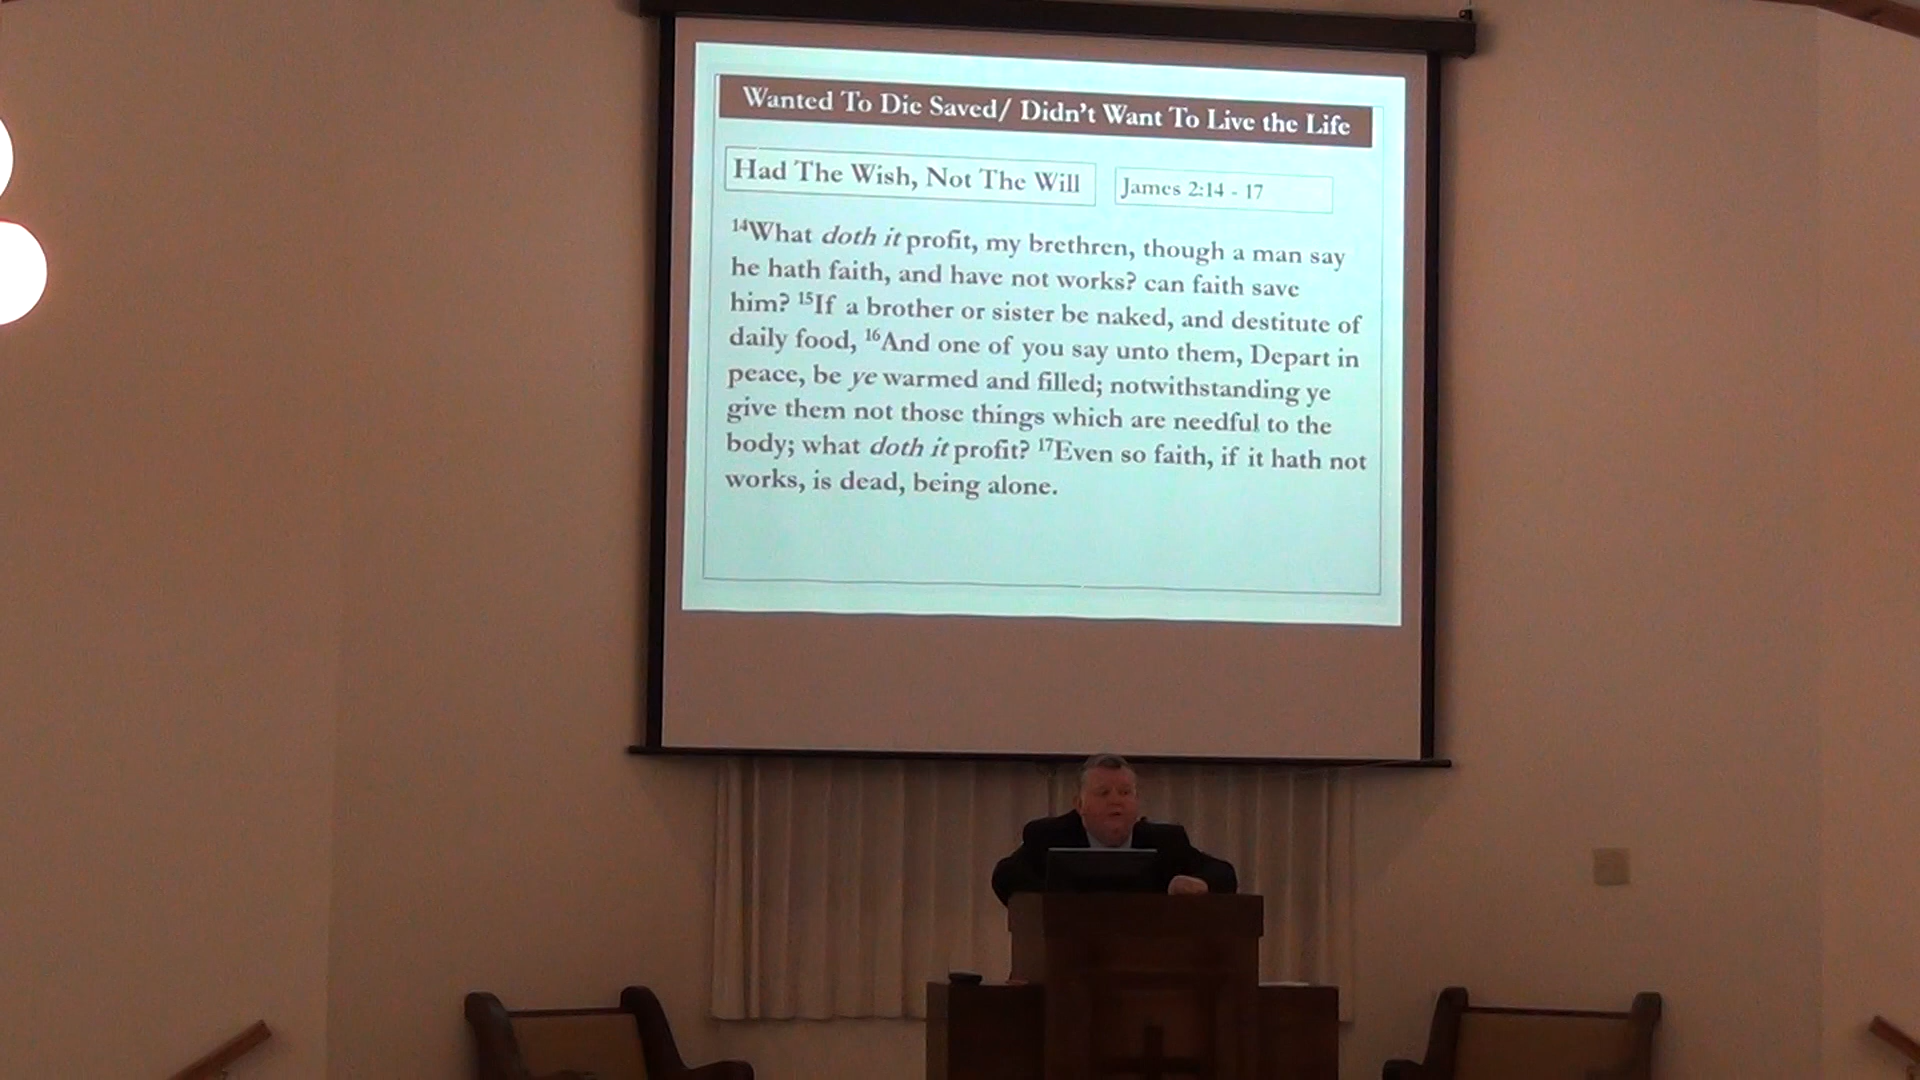 Wanted To Die Saved/ Didn't Want To Live the Life
Had The Wish, Not The Will
James 2:14 - 17
14What doth it profit, my brethren, though a man say
he hath faith, and have not works? can faith save
him? 15If a brother or sister be naked, and destitute of
daily food, 16And one of you say unto them, Depart in
peace, be ye warmed and filled; notwithstanding ye
give them not those things which are needful to the
body; what doth it profit? 17Even so faith, if it hath not
works, is dead, being alone.